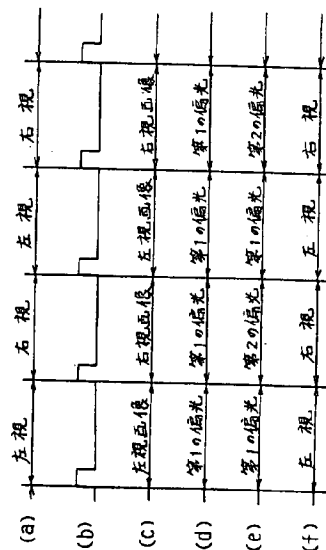 (a) 左視 右視 左視 右視
(b)
(c) 左視画像 右視画像 左視画像 右視画像
(d) 第1の偏光 第1の偏光 第1の偏光 第1の偏光
(e) 第1の偏光 第2の偏光 第1の偏光 第2の偏光
(f) 左視 右視 左視 右視